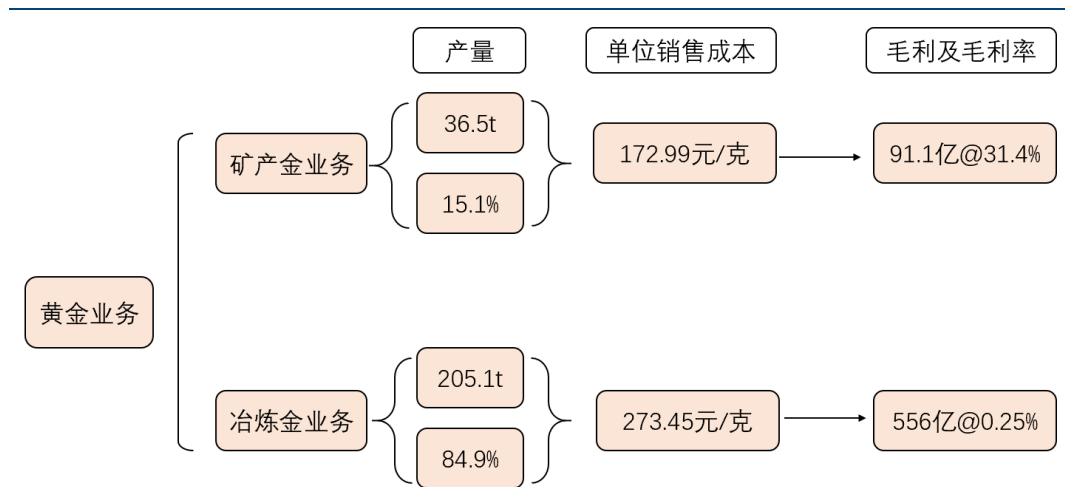 产量
单位销售成本
毛利及毛利率
36.5t
矿产金业务
172.99元/克
91.1亿@31.4%
15.1%
黄金业务
205.1t
冶炼金业务
273.45元/克
556亿@0.25%
84.9%